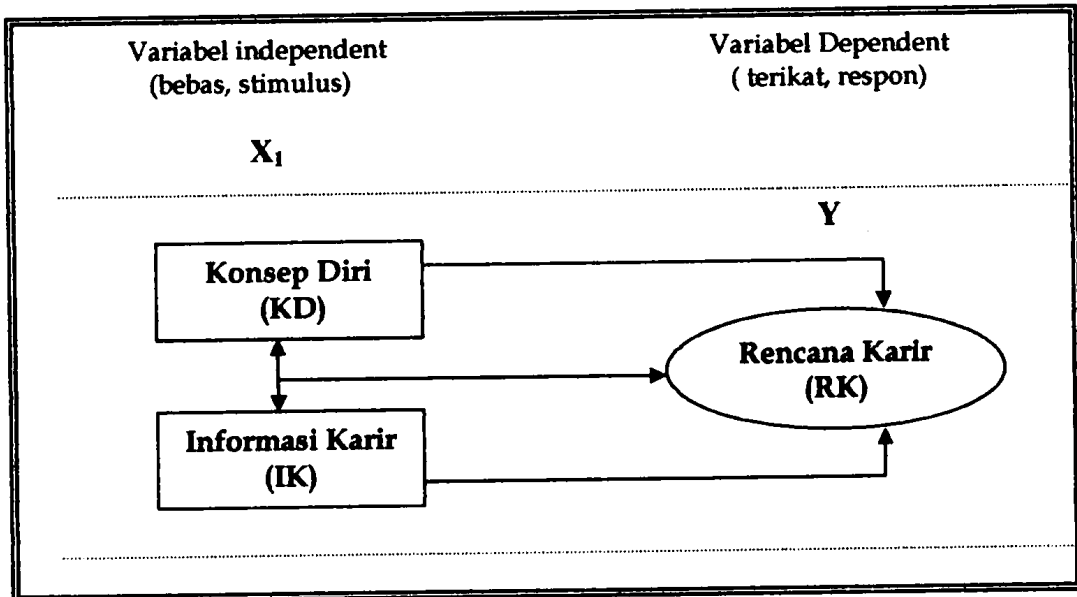 Variabel independent
(bebas, stimulus)
Variabel Dependent
( terikat, respon)
X₁
Y
Konsep Diri
(KD)
Rencana Karir
(RK)
Informasi Karir
(IK)